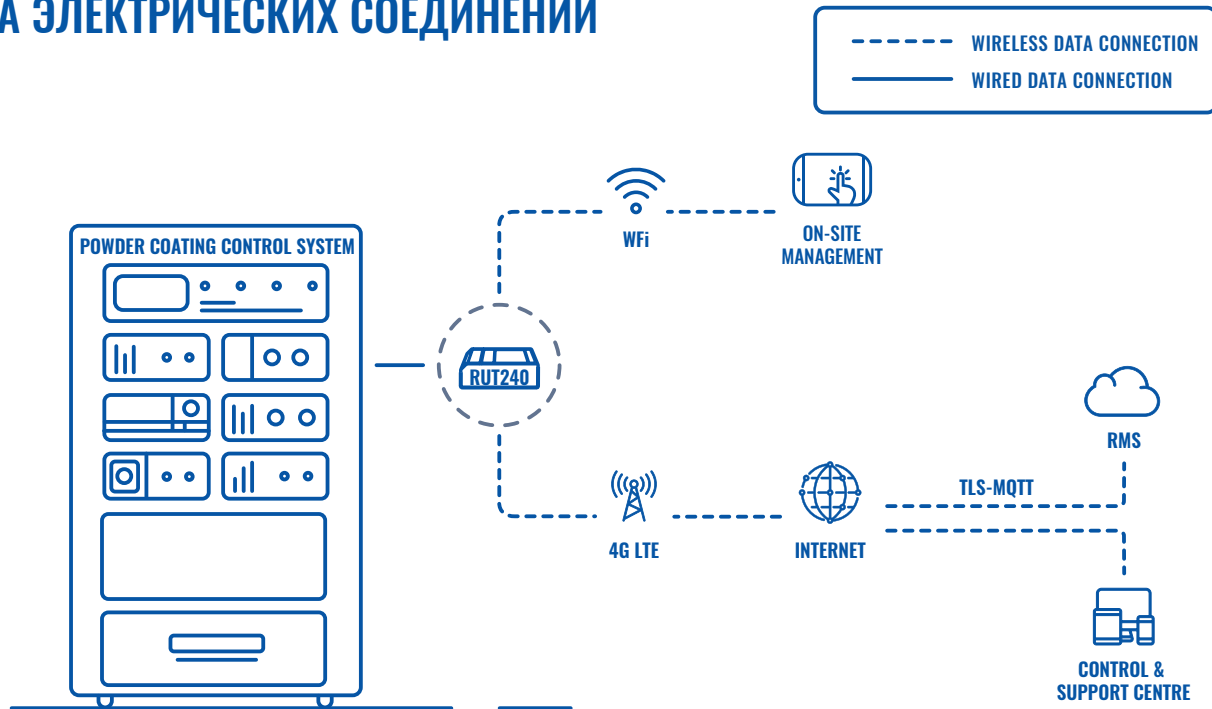 А ЭЛЕКТРИЧЕСКИХ СОЕДИНЕНИЙ
WIRELESS DATA CONNECTION
WIRED DATA CONNECTION
WFi
ON-SITE
MANAGEMENT
POWDER COATING CONTROL SYSTEM
RUT240
RMS
TLS-MQTT
4G LTE
INTERNET
CONTROL &
SUPPORT CENTRE